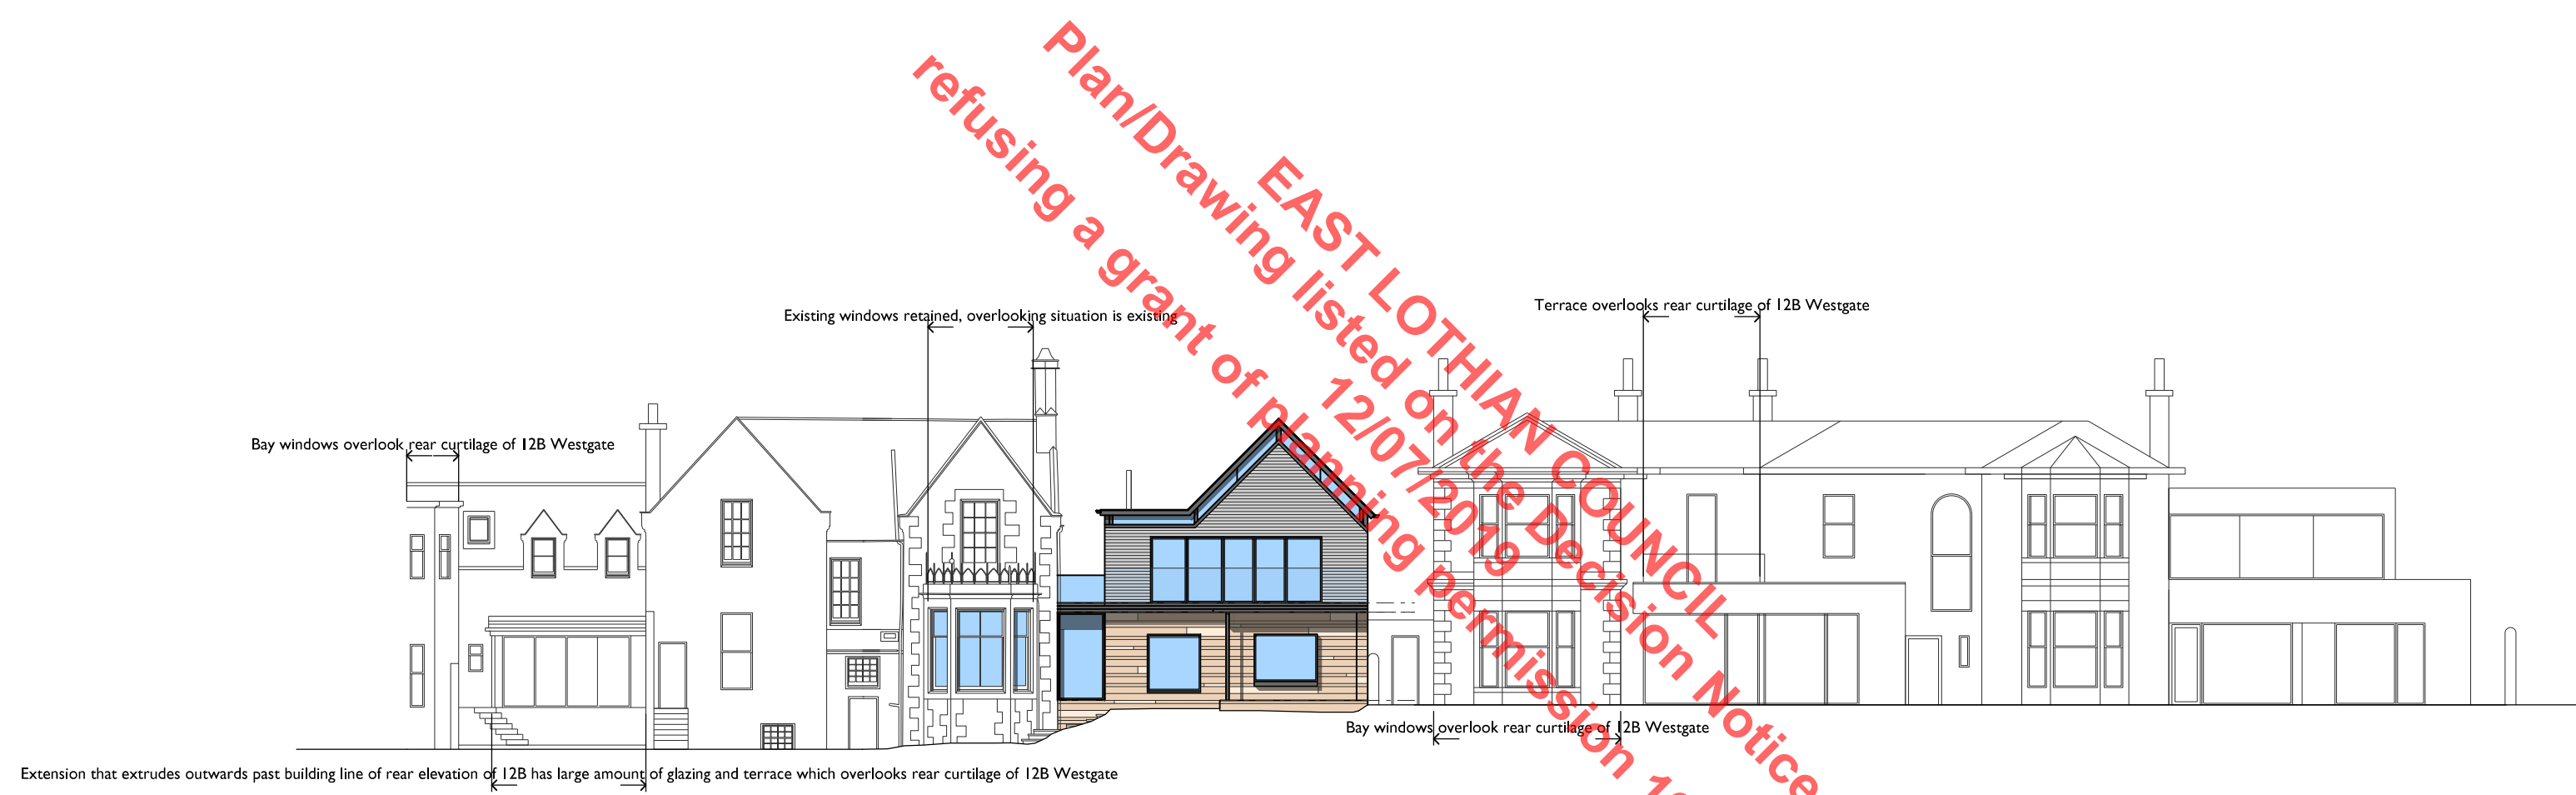 EAST LOTHIAN COUNCIL
Plan/Drawing listed on the Decision Notice
12/07/2019
refusing a grant of planning permission
Terrace overlooks rear curtilage of 12B Westgate
Existing windows retained, overlooking situation is existing
Bay windows overlook rear curtilage of 12B Westgate
Bay windows overlook rear curtilage of 12B Westgate
Extension that extrudes outwards past building line of rear elevation of 12B has large amount of glazing and terrace which overlooks rear curtilage of 12B Westgate